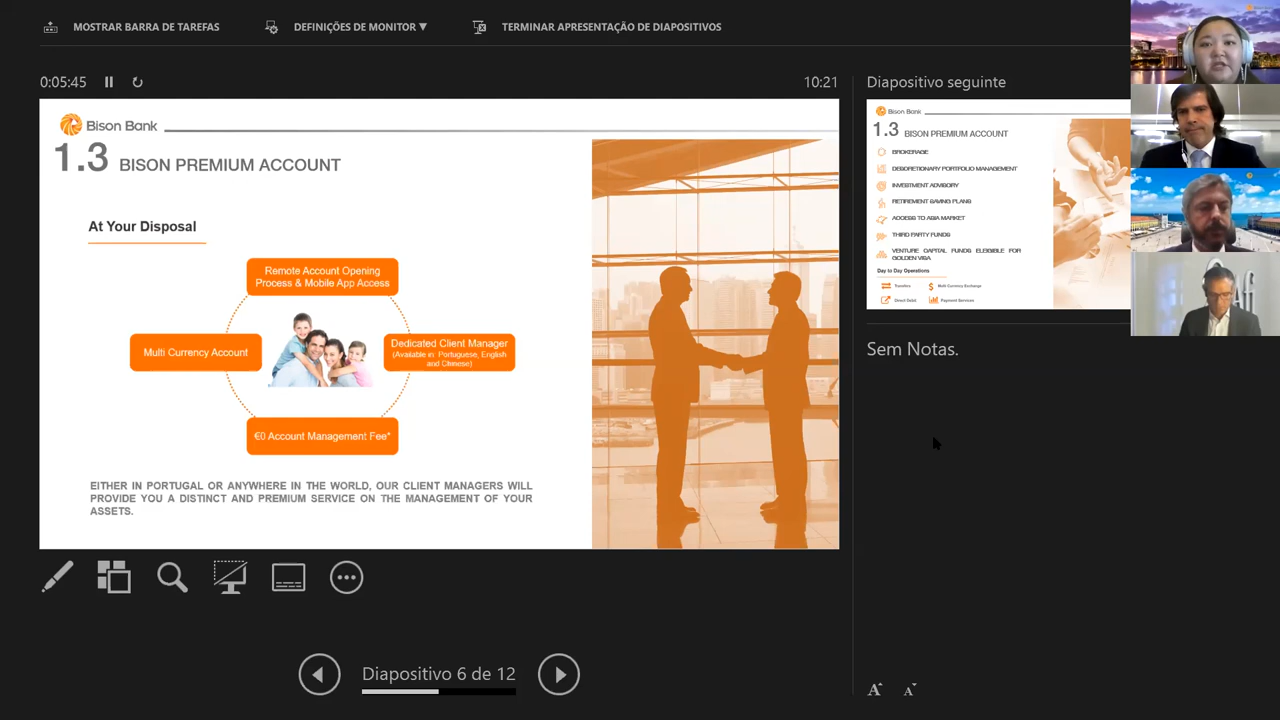 MOSTRAR BARRA DE TAREFAS
DEFINIÇÕES DE MONITOR ▼
TERMINAR APRESENTAÇÃO DE DIAPOSITIVOS
0:05:45
10:21
Bison Bank
1.3 BISON PREMIUM ACCOUNT
At Your Disposal
Remote Account Opening
Process & Mobile App Access
Multi Currency Account
Dedicated Client Manager
(Available in Portuguese, English
and Chinese)
€0 Account Management Fee*
EITHER IN PORTUGAL OR ANYWHERE IN THE WORLD, OUR CLIENT MANAGERS WILL
PROVIDE YOU A DISTINCT AND PREMIUM SERVICE ON THE MANAGEMENT OF YOUR
ASSETS.
Diapositivo 6 de 12
Diapositivo seguinte
Bison Bank
1.3 BISON PREMIUM ACCOUNT
BROKERAGE
DISCRETIONARY PORTFOLIO MANAGEMENT
INVESTMENT ADVISORY
RETIREMENT SAVING PLANS
ACCESS TO ASIA MARKET
THIRD PARTY FUNDS
VENTURE CAPITAL FUNDS ELEGIBLE FOR
GOLDEN VISA
Day to Day Operations
Transfers
Multi Currency Exchange
Direct Debit
Payment Services
Sem Notas.